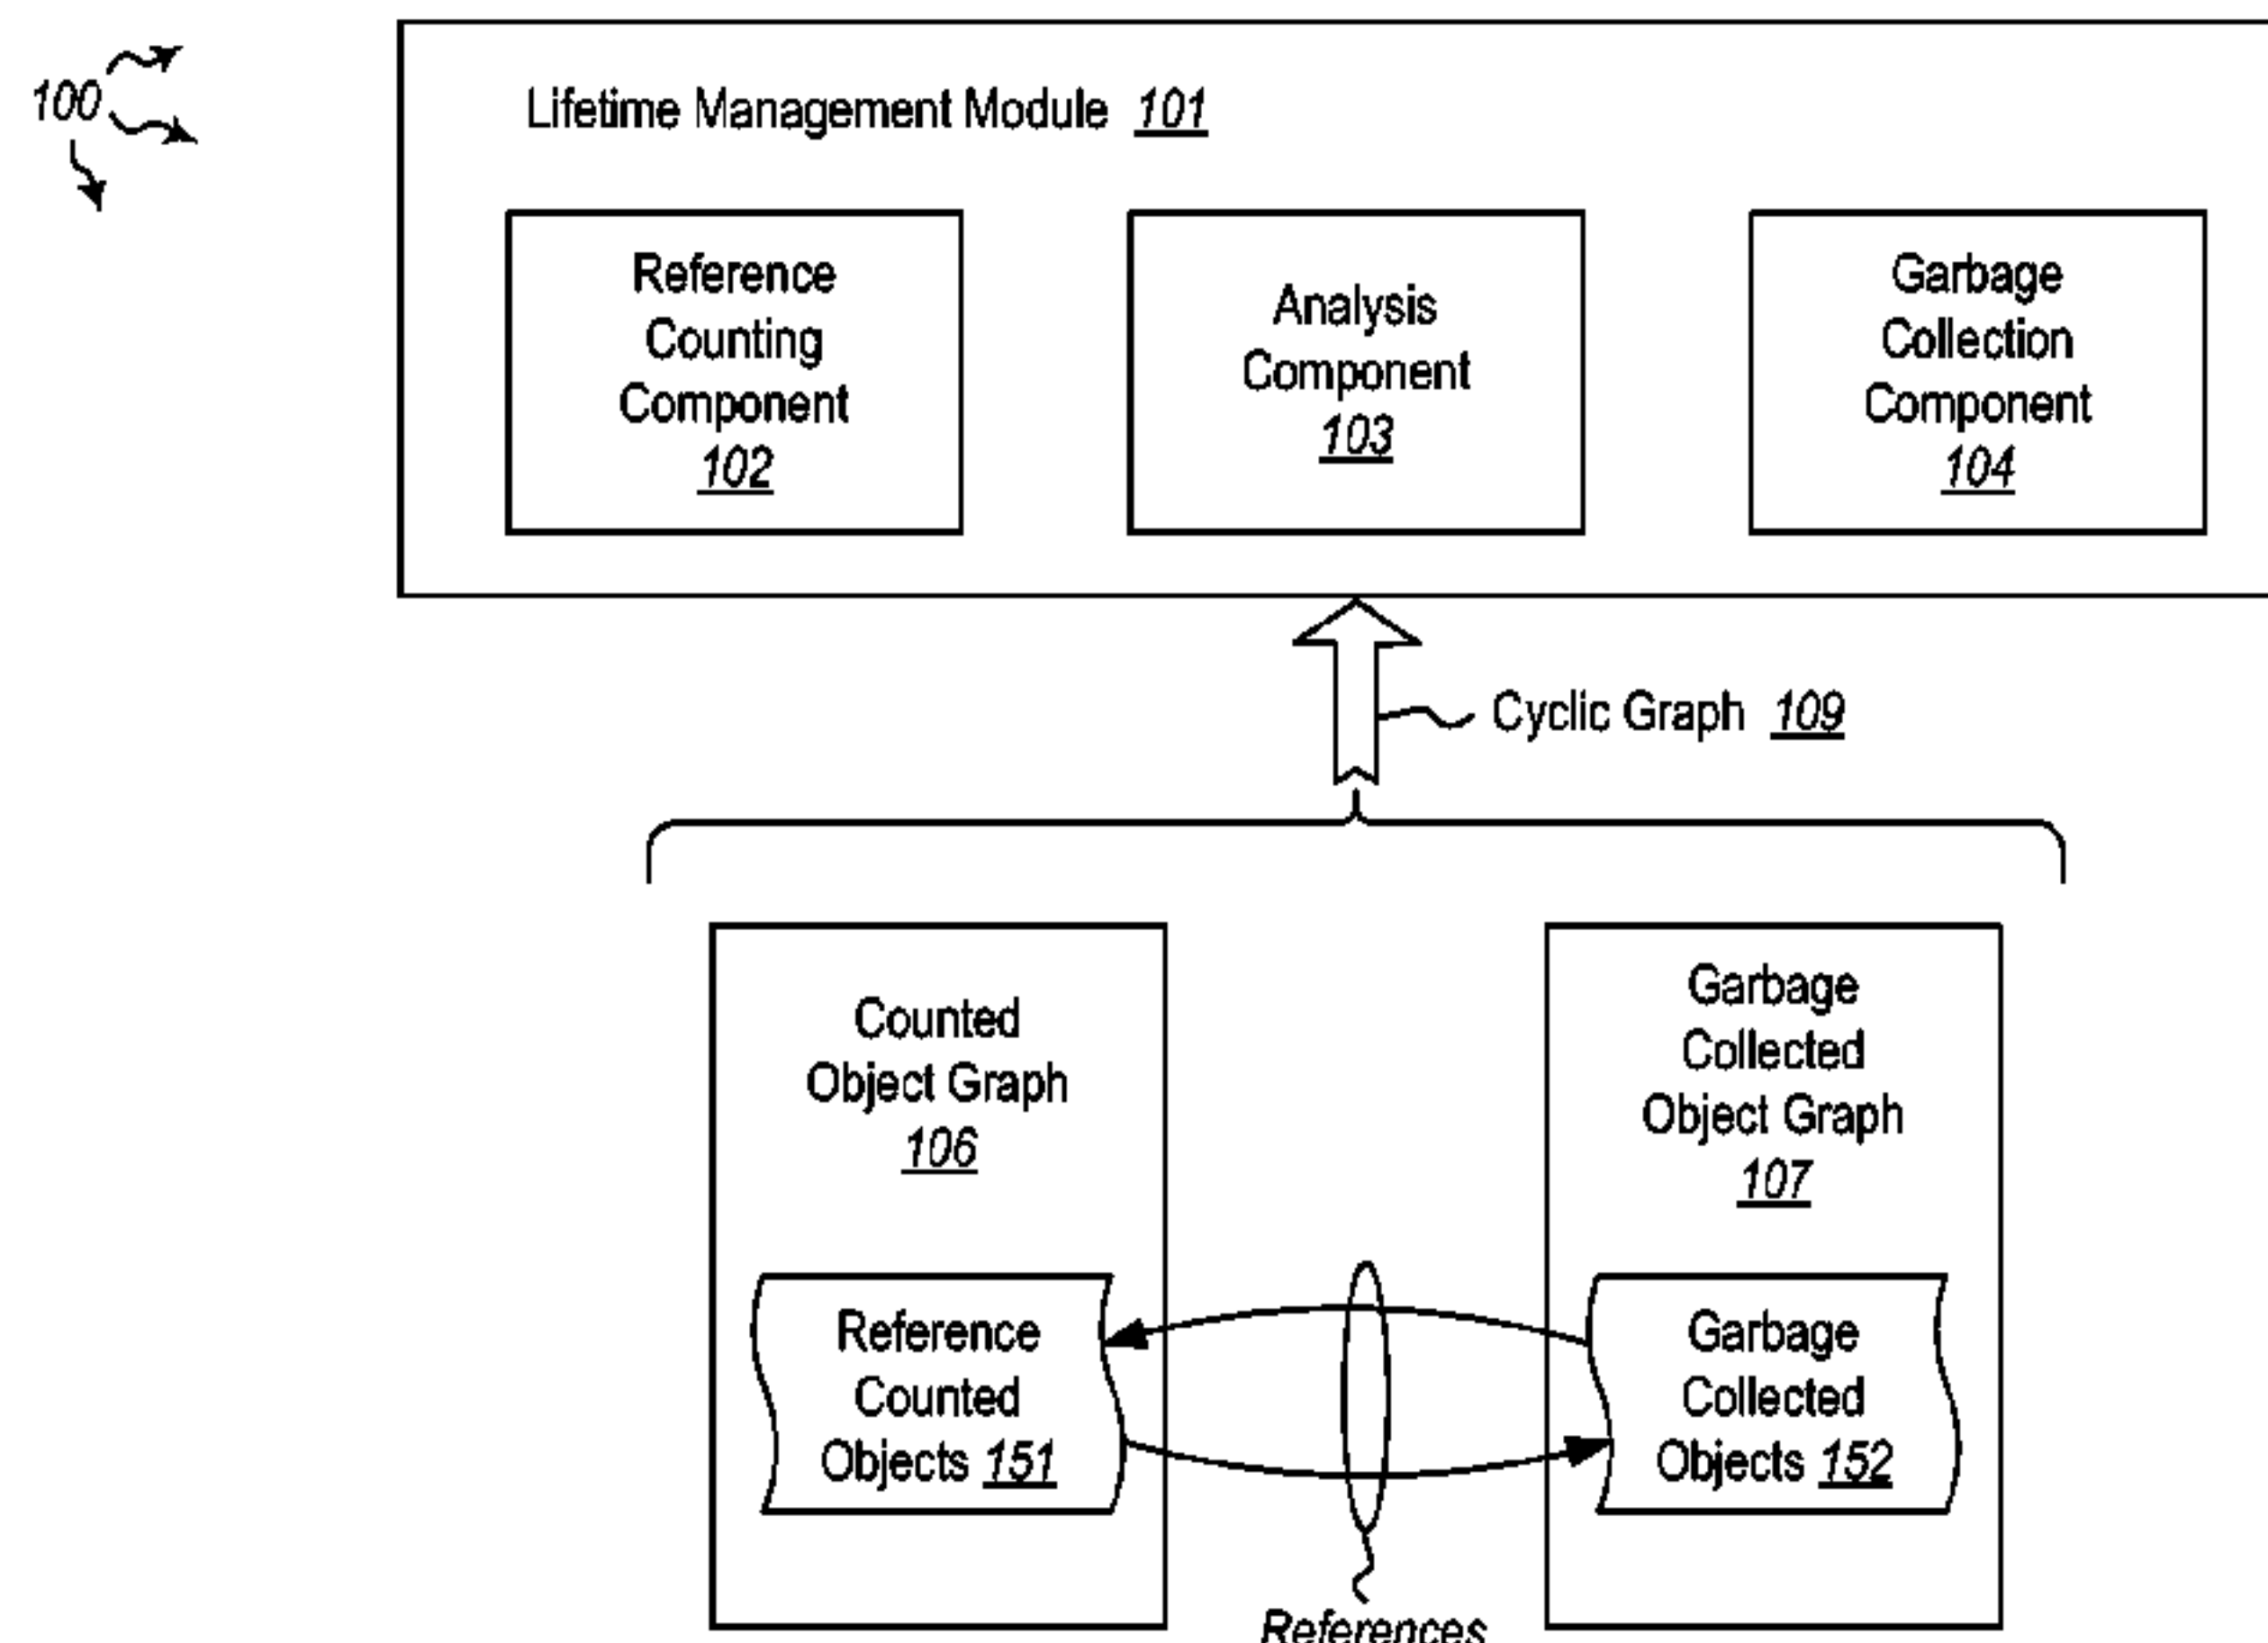 100
Lifetime Management Module 101
Reference
Counting
Component
102
Analysis
Component
103
Garbage
Collection
Component
104
Cyclic Graph 109
Counted
Object Graph
106
Garbage
Collected
Object Graph
107
Reference
Counted
Objects 151
Garbage
Collected
Objects 152
References